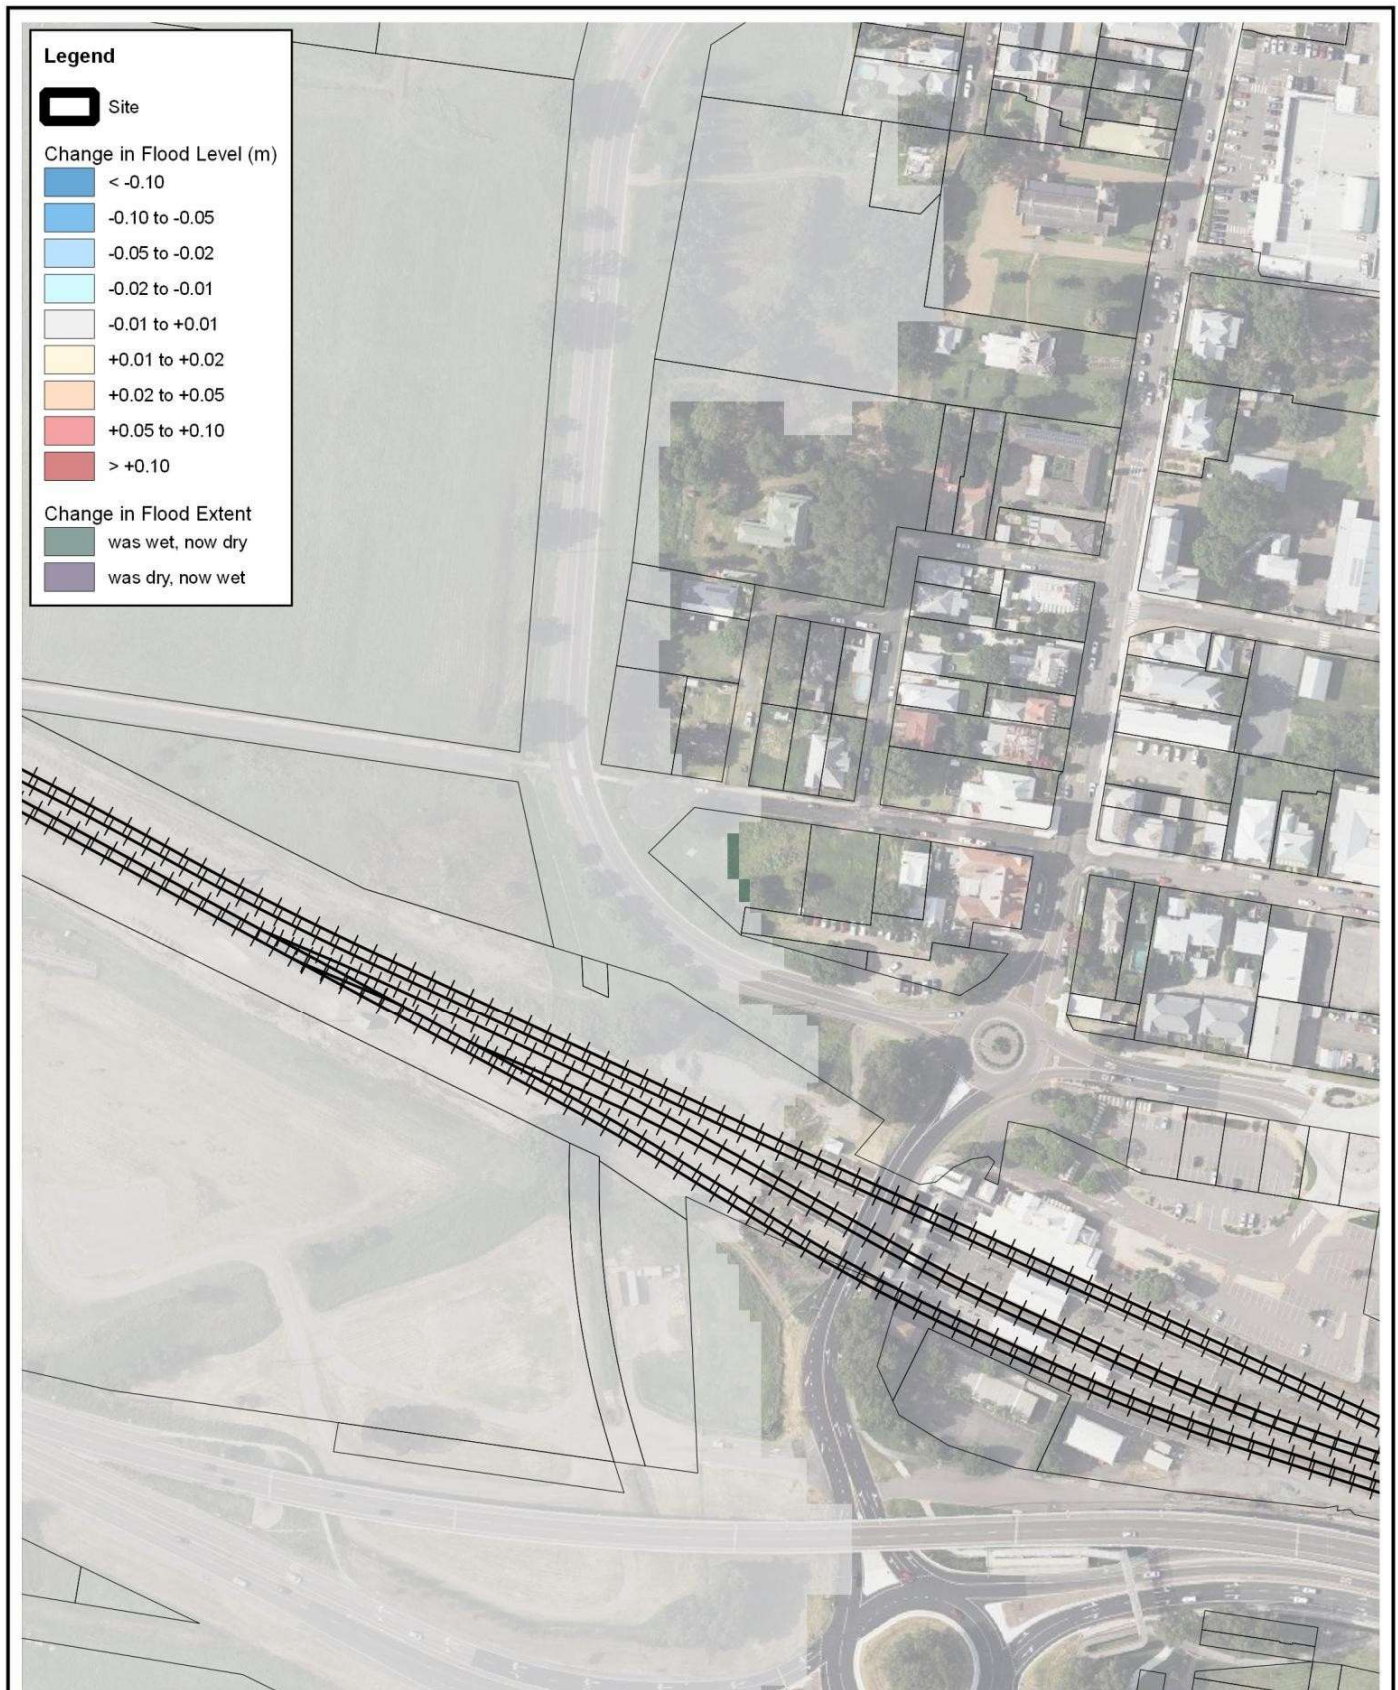 Legend
Site
Change in Flood Level (m)
< -0.10
-0.10 to -0.05
-0.05 to -0.02
-0.02 to -0.01
-0.01 to +0.01
+0.01 to +0.02
+0.02 to +0.05
+0.05 to +0.10
> +0.10
Change in Flood Extent
was wet, now dry
was dry, now wet